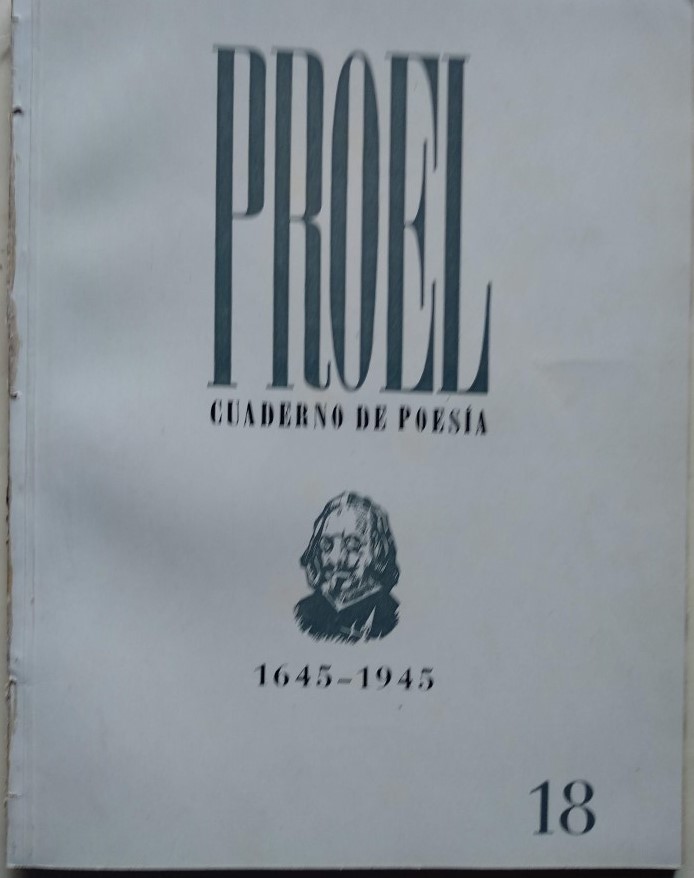 PROEL
CUADERNO DE POESÍA
1645-1945
18